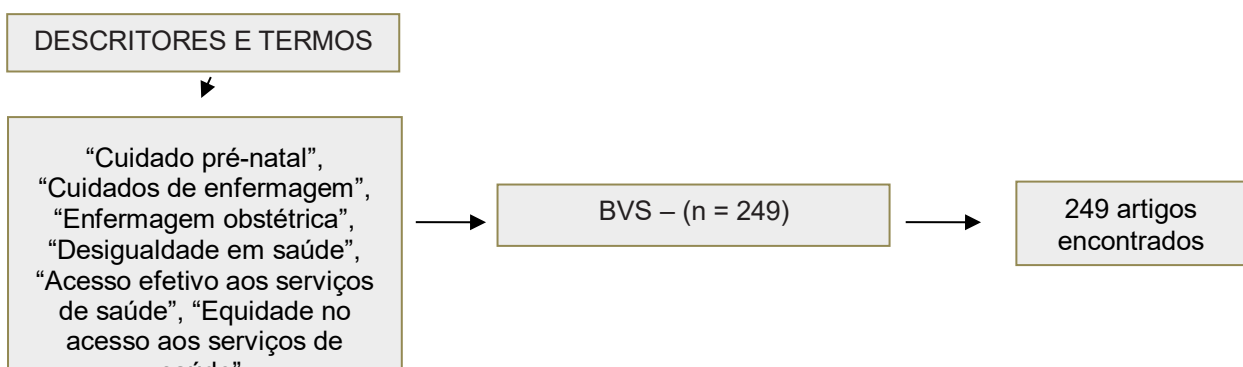 DESCRITORES E TERMOS
“Cuidado pré-natal”,
“Cuidados de enfermagem”,
“Enfermagem obstétrica”,
“Desigualdade em saúde”,
“Acesso efetivo aos serviços
de saúde”, “Equidade no
acesso aos serviços de
BVS – (n = 249)
249 artigos
encontrados